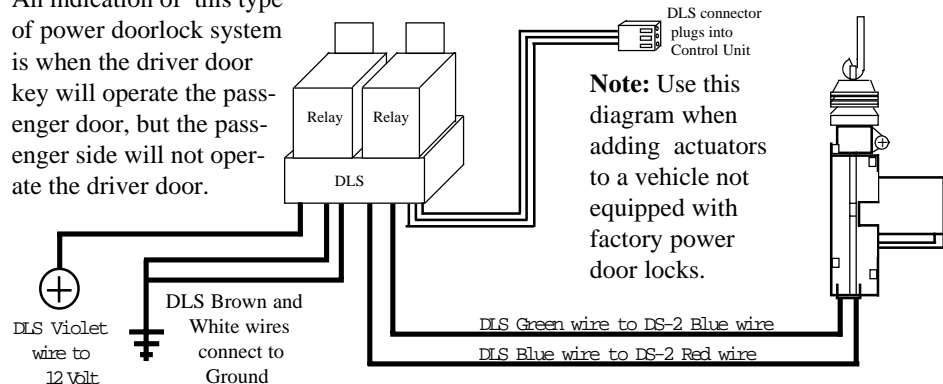 An indication of this type
of power doorlock system
is when the driver door
key will operate the pass-
enger door, but the pass-
enger side will not oper-
ate the driver door.
Relay
Relay
DLS
DLS connector
plugs into
Control Unit
Note: Use this
diagram when
adding actuators
to a vehicle not
equipped with
factory power
door locks.
DLS Violet
wire to
12 Volt
DLS Brown and
White wires
connect to
Ground
DLS Green wire to DS-2 Blue wire
DLS Blue wire to DS-2 Red wire